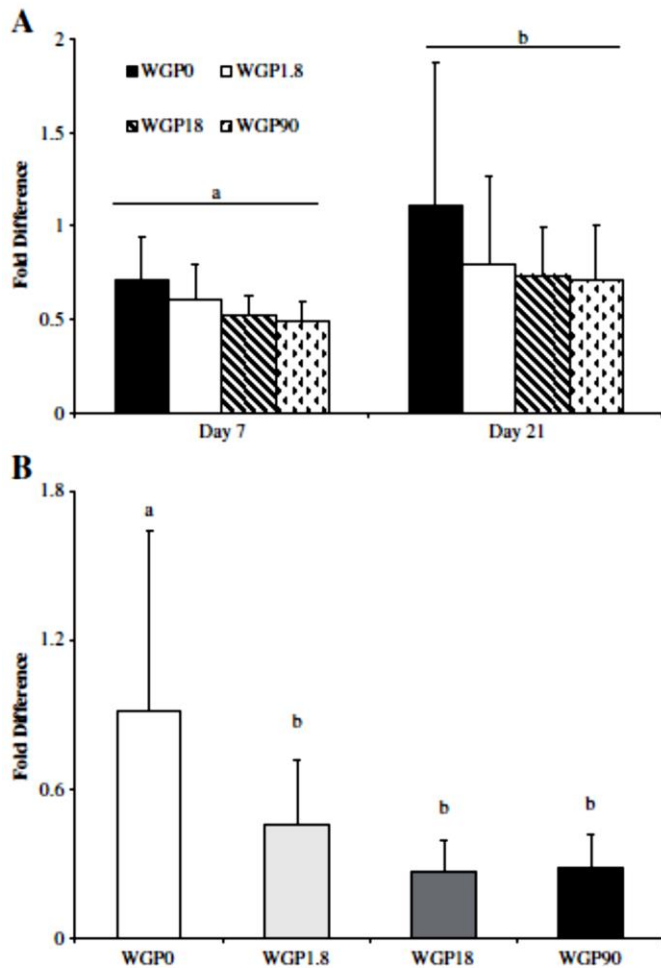 A
2
b
WGP0 WGP1.8
WGP18 WGP90
1.5
a
1
Fold Difference
0.5
0
Day 7 Day 21
B
1.8
a
1.2
Fold Difference
b
0.6
b b
0
WGP0 WGP1.8 WGP18 WGP90